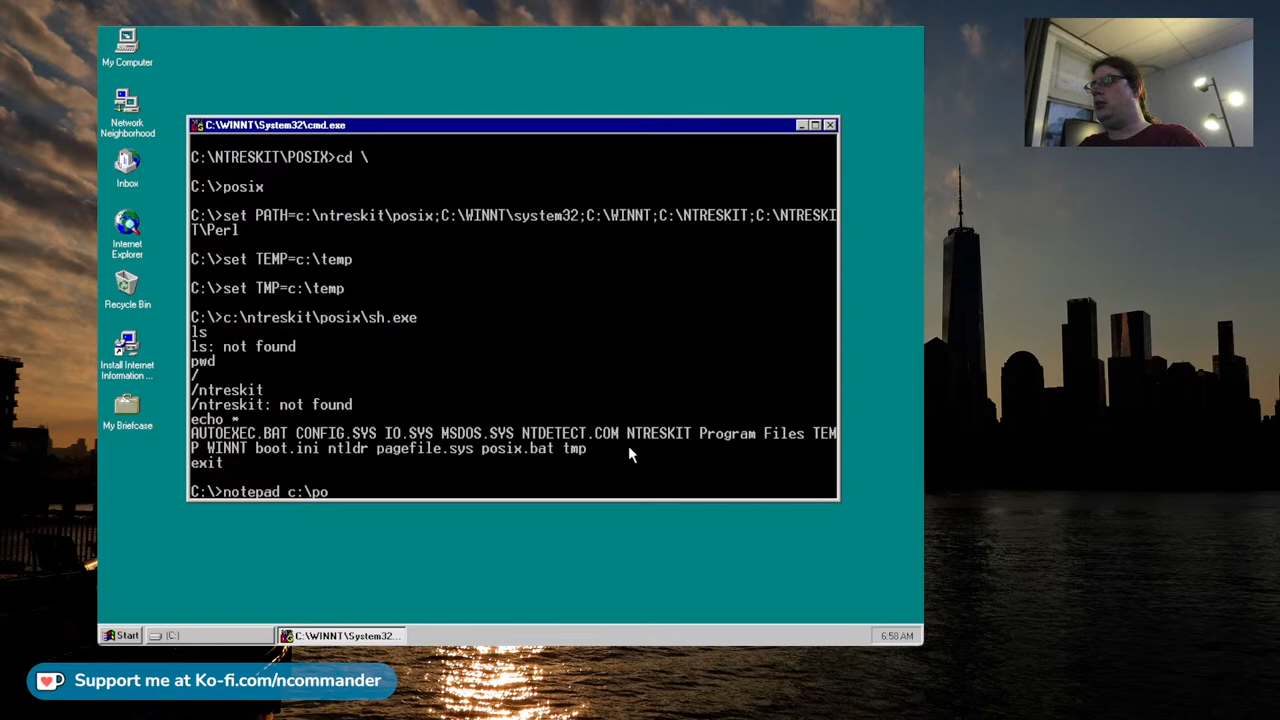 My Computer
Network
Neighborhood
Inbox
Internet
Explorer
Recycle Bin
Install Internet
Information ...
My Briefcase
C:\WINNT\System32\cmd.exe
C:\NTRESKIT\POSIX>cd \
C:\>posix
C:\>set PATH=c:\ntreskit\posix;C:\WINNT\system32;C:\WINNT;C:\NTRESKIT;C:\NTRESKI
T\Perl
C:\>set TEMP=c:\temp
C:\>set TMP=c:\temp
C:\>c:\ntreskit\posix\sh.exe
ls
ls: not found
pwd
/
/ntreskit
/ntreskit: not found
echo *
AUTOEXEC.BAT CONFIG.SYS IO.SYS MSDOS.SYS NTDETECT.COM NTRESKIT Program Files TEM
P WINNT boot.ini ntldr pagefile.sys posix.bat tmp
exit
C:\>notepad c:\po
Start
(C:)
C:\WINNT\System32...
6:58 AM
Support me at Ko-fi.com/ncommander